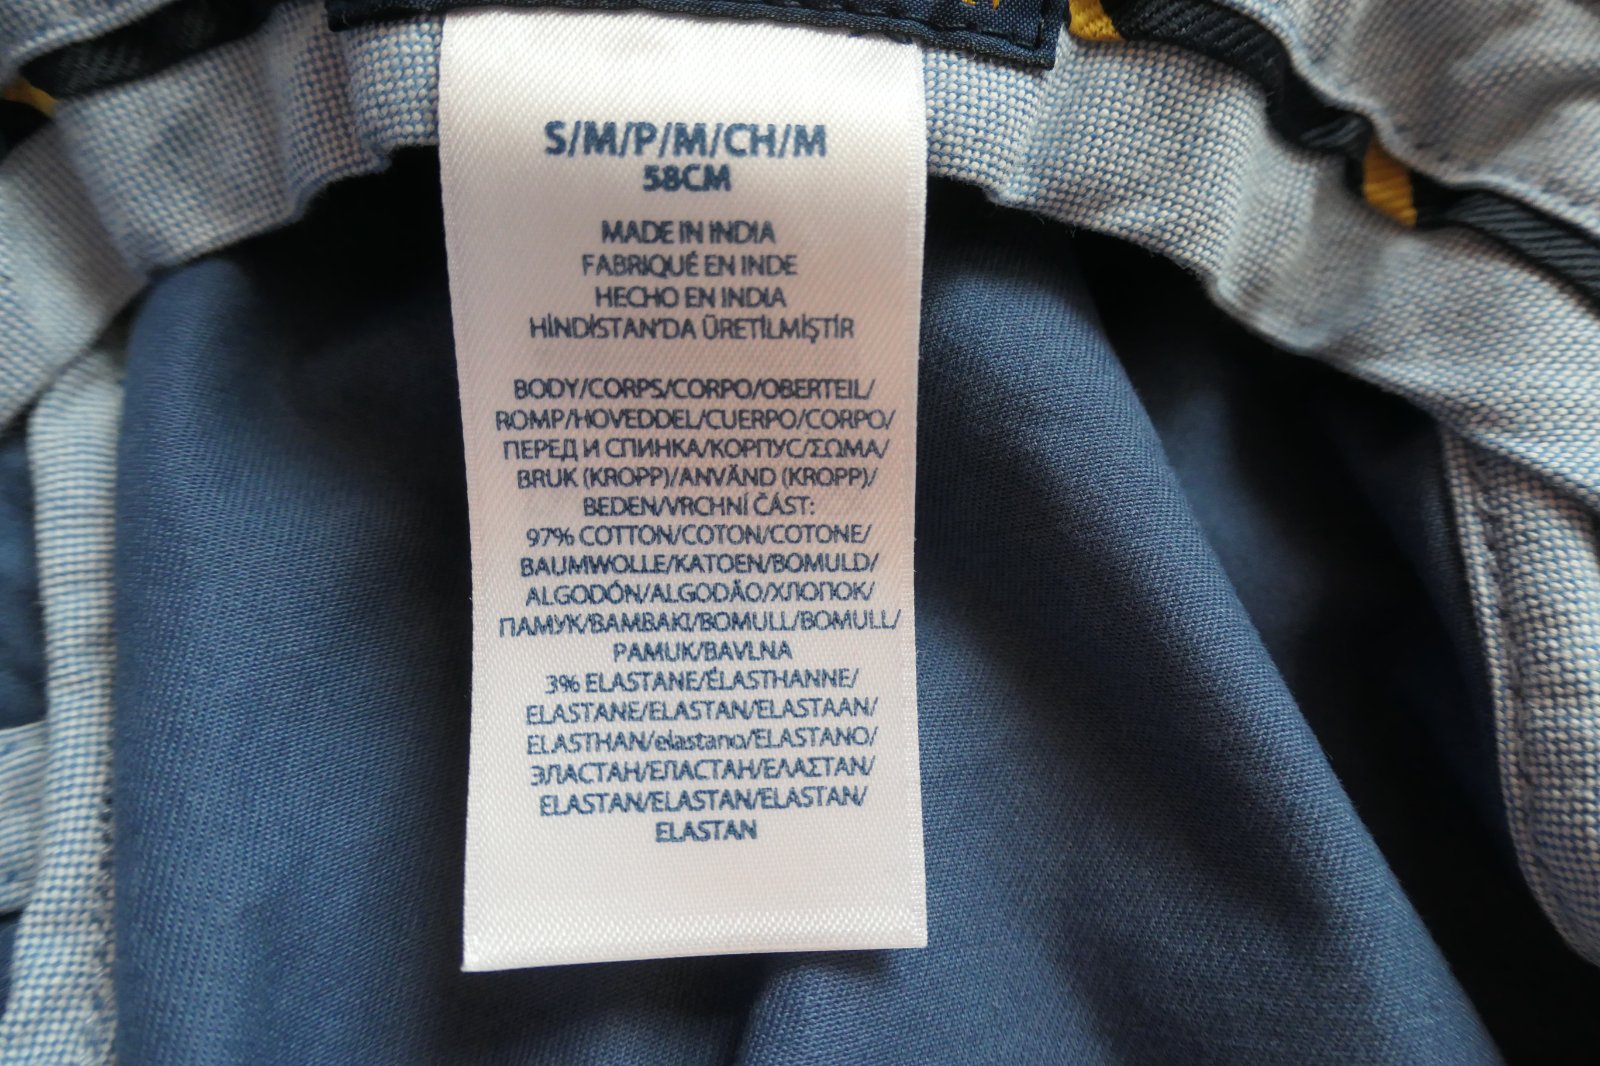 S/M/P/M/CH/M
58CM
MADE IN INDIA
FABRIQUÉ EN INDE
HECHO EN INDIA
HİNDİSTAN'DA ÜRETİLMİŞTİR
BODY/CORPS/CORPO/OBERTEIL/
ROMP/HOVEDDEL/CUERPO/CORPO/
ПЕРЕД И СПИНКА/КОРПУС/ΣΩΜΑ/
BRUK (KROPP)/ANVÄND (KROPP)/
BEDEN/VRCHNÍ ČÁST:
97% COTTON/COTON/COTONE/
BAUMWOLLE/KATOEN/BOMULD/
ALGODÓN/ALGODÃO/ХЛОПОК/
ПАМУК/ΒΑΜΒΑΚΙ/BOMULL/BOMULL/
PAMUK/BAVLNA
3% ELASTANE/ÉLASTHANNE/
ELASTANE/ELASTAN/ELASTAAN/
ELASTHAN/elastano/ELASTANO/
ЭЛАСТАН/ЕЛАСТАН/ΕΛΑΣΤΑΝ/
ELASTAN/ELASTAN/ELASTAN/
ELASTAN